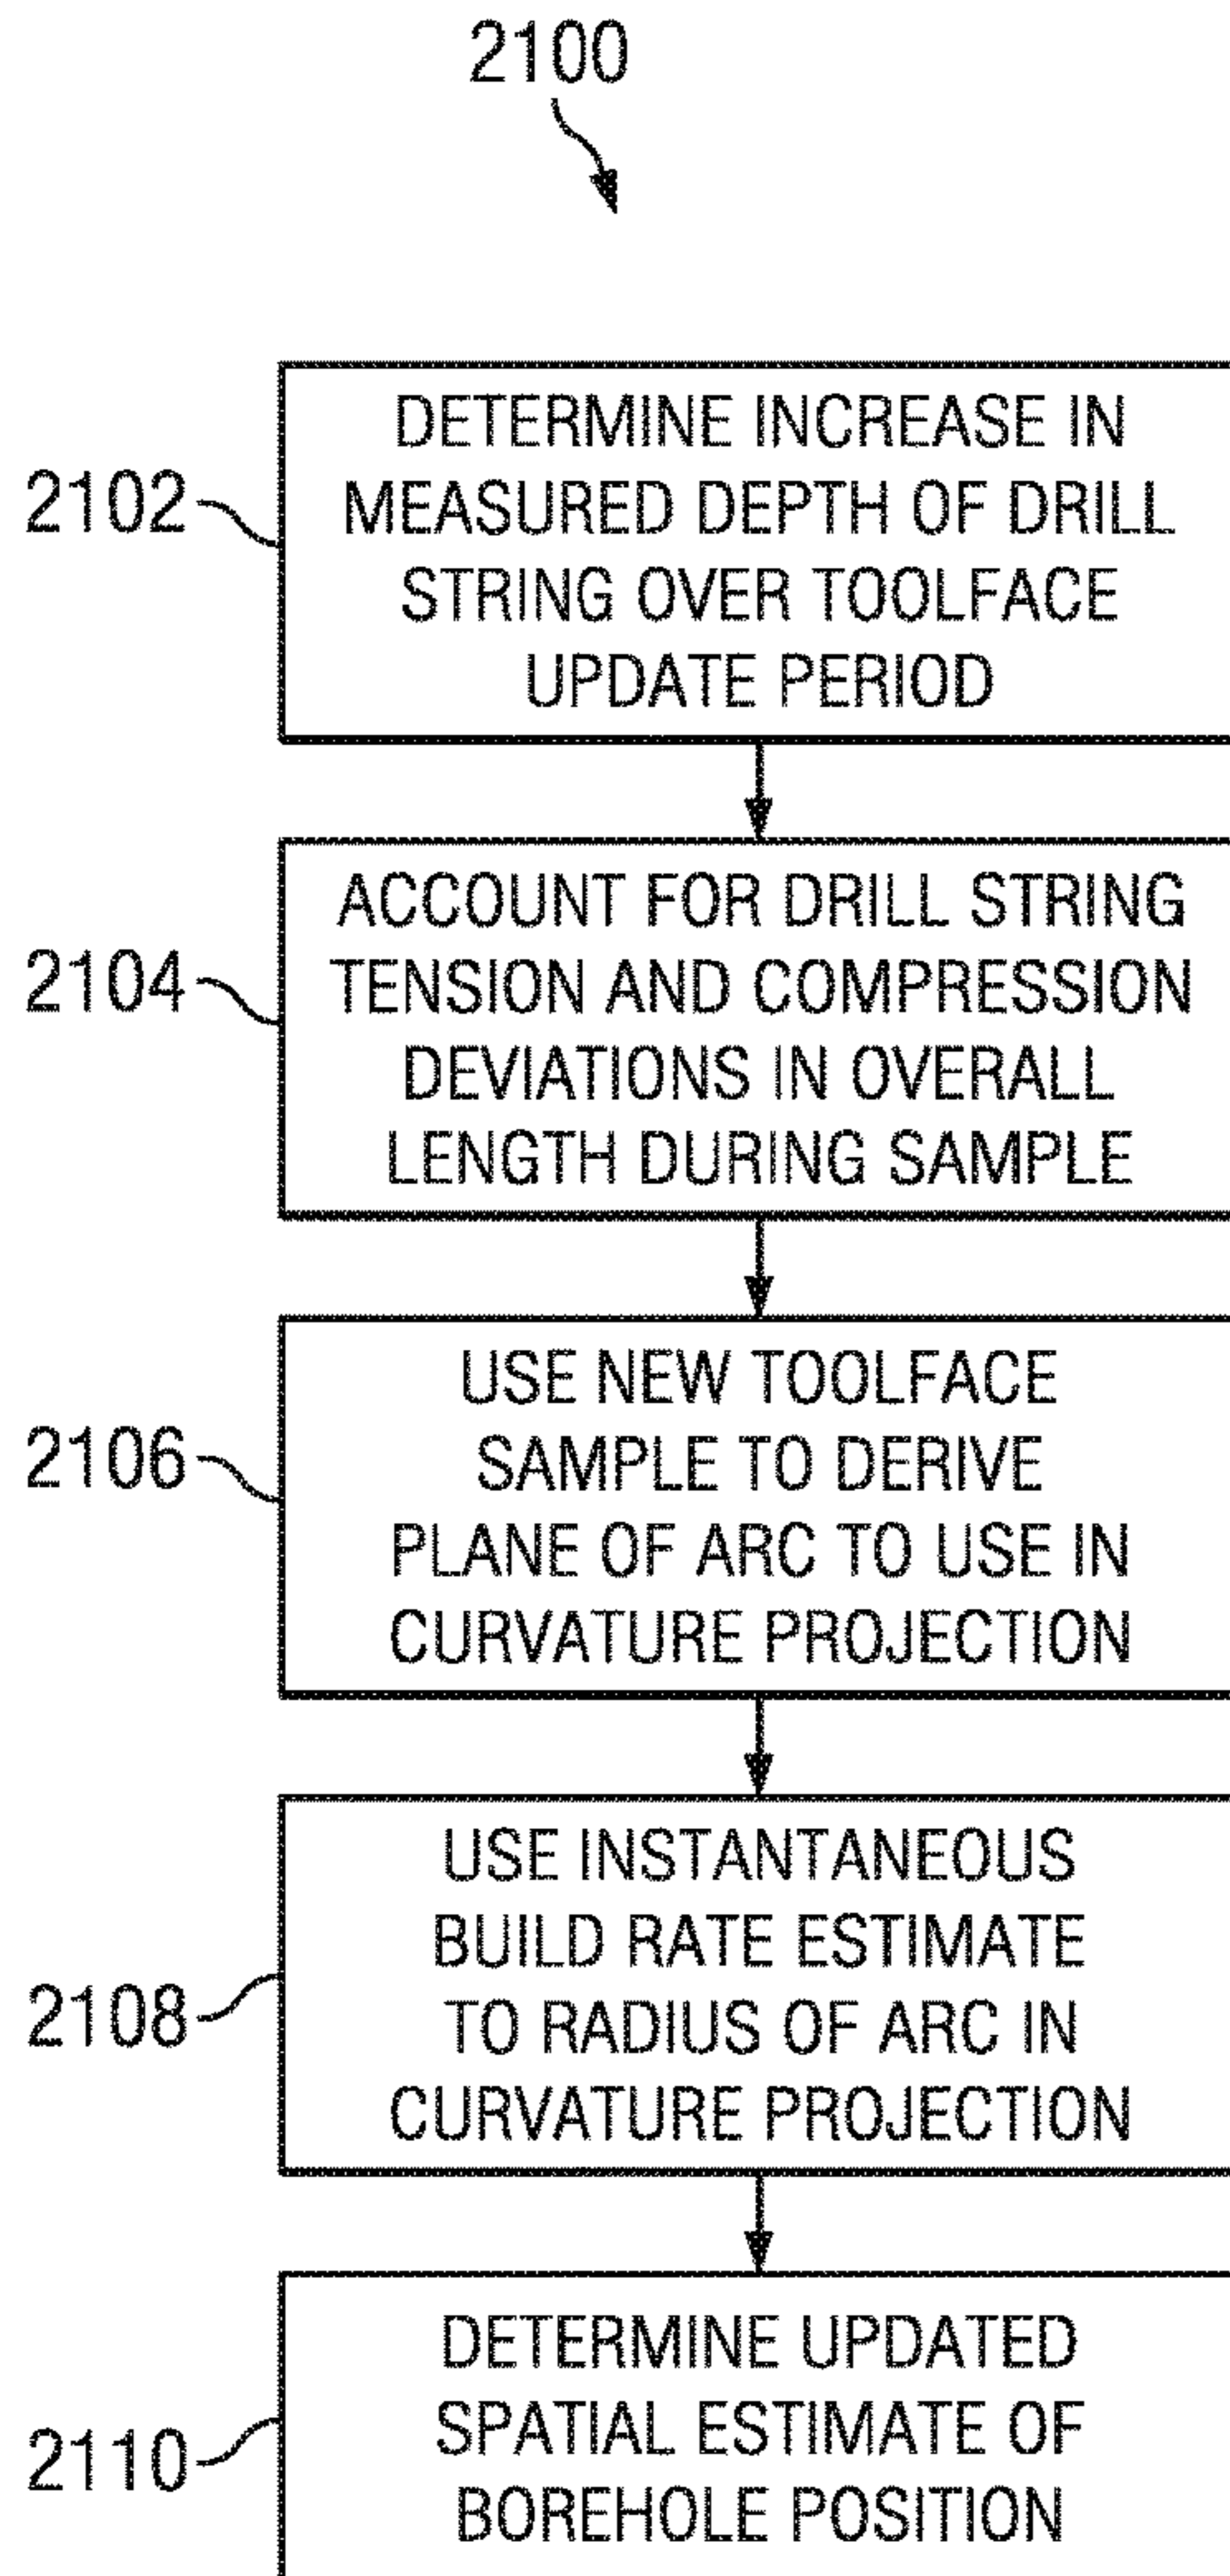 2100
2102
DETERMINE INCREASE IN
MEASURED DEPTH OF DRILL
STRING OVER TOOLFACE
UPDATE PERIOD
2104
ACCOUNT FOR DRILL STRING
TENSION AND COMPRESSION
DEVIATIONS IN OVERALL
LENGTH DURING SAMPLE
2106
USE NEW TOOLFACE
SAMPLE TO DERIVE
PLANE OF ARC TO USE IN
CURVATURE PROJECTION
2108
USE INSTANTANEOUS
BUILD RATE ESTIMATE
TO RADIUS OF ARC IN
CURVATURE PROJECTION
2110
DETERMINE UPDATED
SPATIAL ESTIMATE OF
BOREHOLE POSITION